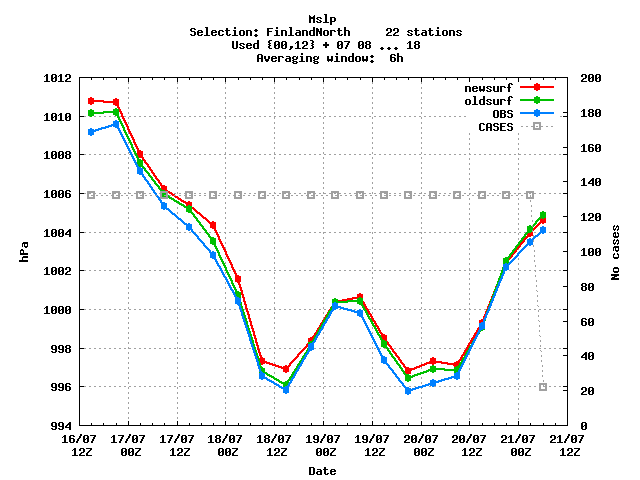 Mslp
Selection: FinlandNorth 22 stations
Used {00,12} + 07 08 ... 18
Averaging window: 6h
newsurf
oldsurf
OBS
CASES
1012
1010
1008
1006
1004
1002
1000
998
996
994
hPa
200
180
160
140
120
100
80
60
40
20
0
No cases
16/07 17/07 17/07 18/07 18/07 19/07 19/07 20/07 20/07 21/07 21/07
12Z 00Z 12Z 00Z 12Z 00Z 12Z 00Z 12Z 00Z 12Z
Date